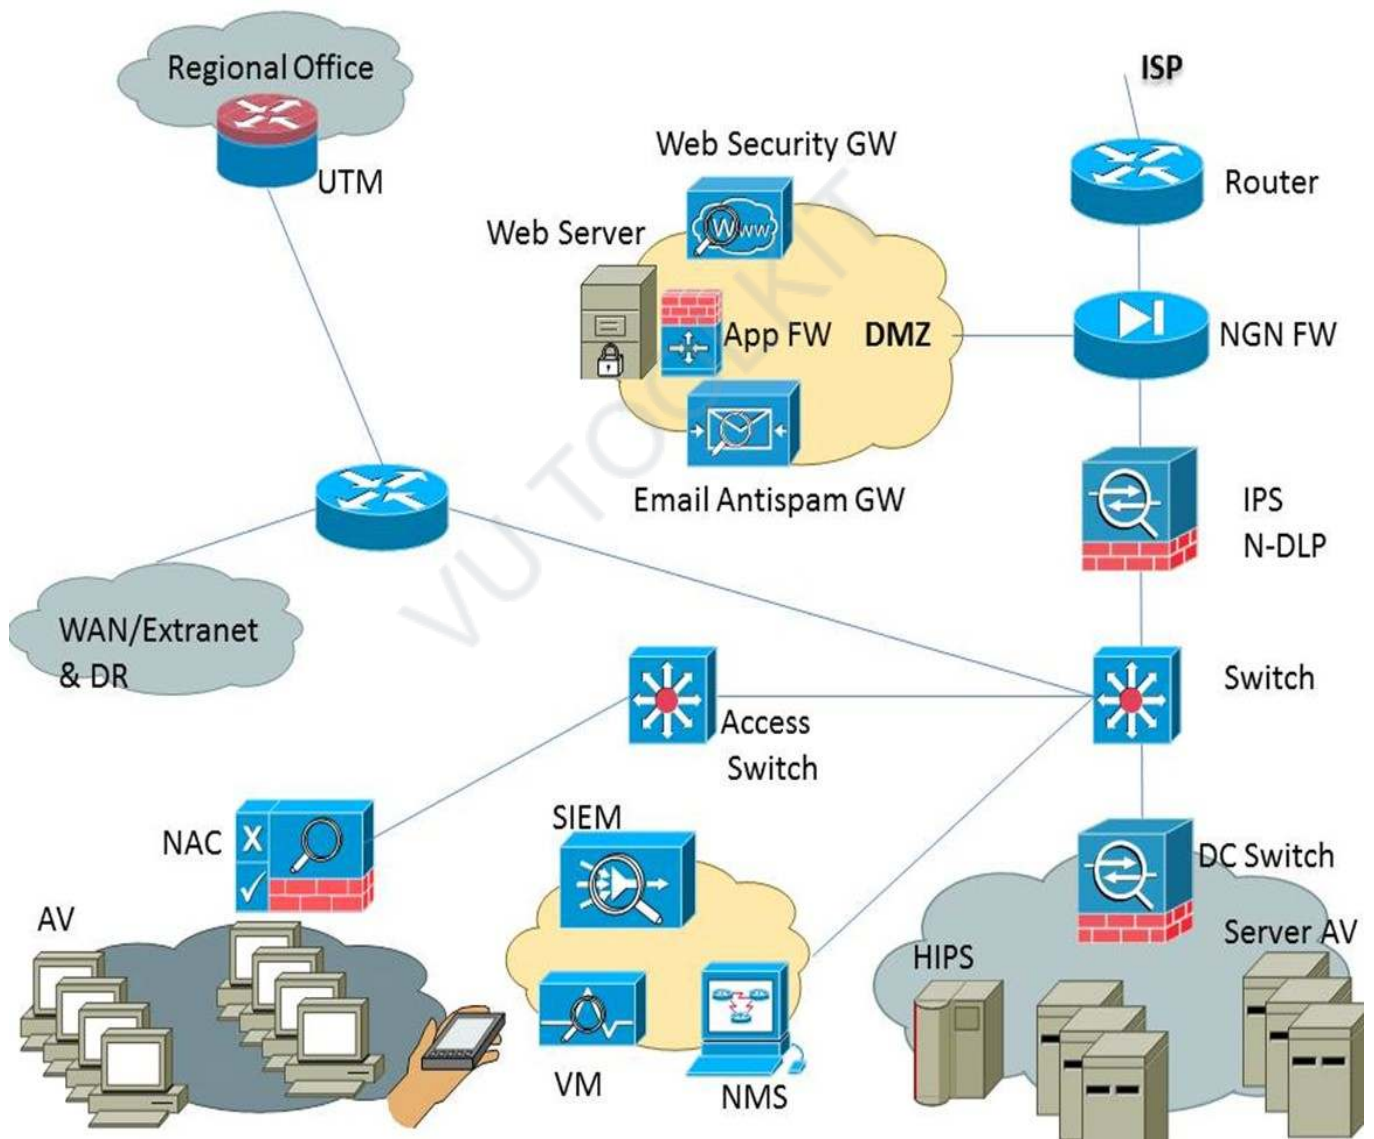 Regional Office
UTM
ISP
Router
Web Security GW
Web Server
WWW
App FW
DMZ
NGN FW
Email Antispam GW
IPS
N-DLP
WAN/Extranet
& DR
Access
Switch
Switch
NAC
X
SIEM
DC Switch
AV
HIPS
Server AV
VM
NMS
VU TOOLKIT